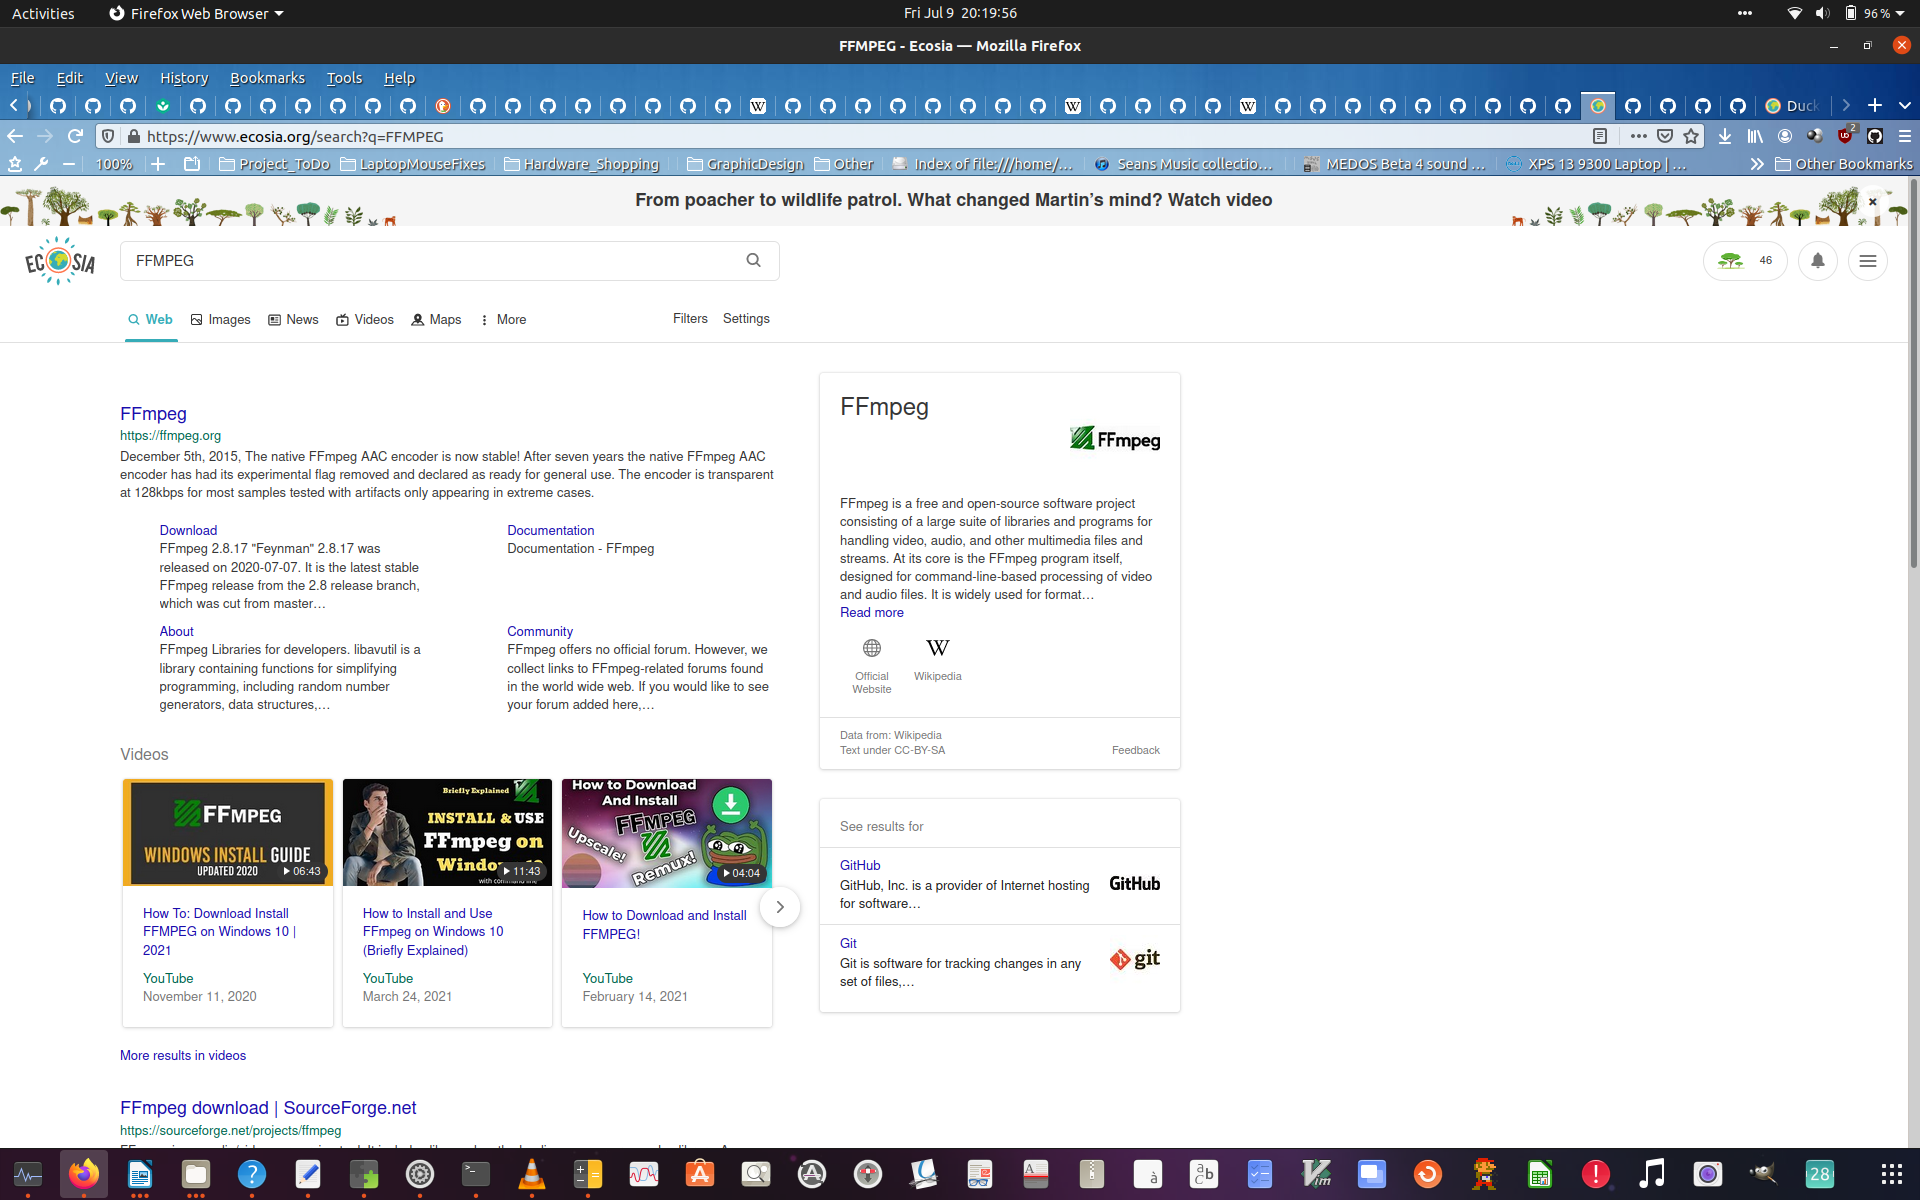 Activities
Firefox Web Browser
Fri Jul 9 20:19:56
96 %
FFMPEG - Ecosia — Mozilla Firefox
File Edit View History Bookmarks Tools Help
Duck
https://www.ecosia.org/search?q=FFMPEG
2
100%
Project_ToDo
LaptopMouseFixes
Hardware_Shopping
GraphicDesign
Other
Index of file:///home/...
Seans Music collectio...
MEDOS Beta 4 sound ...
XPS 13 9300 Laptop | ...
Other Bookmarks
From poacher to wildlife patrol. What changed Martin's mind? Watch video
ECOSIA
FFMPEG
46
Web Images News Videos Maps More
Filters Settings
FFmpeg
https://ffmpeg.org
December 5th, 2015, The native FFmpeg AAC encoder is now stable! After seven years the native FFmpeg AAC
encoder has had its experimental flag removed and declared as ready for general use. The encoder is transparent
at 128kbps for most samples tested with artifacts only appearing in extreme cases.
Download
FFmpeg 2.8.17 "Feynman" 2.8.17 was
released on 2020-07-07. It is the latest stable
FFmpeg release from the 2.8 release branch,
which was cut from master…
Documentation
Documentation - FFmpeg
About
FFmpeg Libraries for developers. libavutil is a
library containing functions for simplifying
programming, including random number
generators, data structures,…
Community
FFmpeg offers no official forum. However, we
collect links to FFmpeg-related forums found
in the world wide web. If you would like to see
your forum added here,…
Videos
FFMPEG
WINDOWS INSTALL GUIDE
UPDATED 2020
06:43
How To: Download Install
FFMPEG on Windows 10 |
2021
YouTube
November 11, 2020
Briefly Explained
INSTALL & USE
FFmpeg on
Windows 10
with command line
11:43
How to Install and Use
FFmpeg on Windows 10
(Briefly Explained)
YouTube
March 24, 2021
How to Download
And Install
FFMPEG
Upscale!
Remux!
04:04
How to Download and Install
FFMPEG!
YouTube
February 14, 2021
More results in videos
FFmpeg download | SourceForge.net
https://sourceforge.net/projects/ffmpeg
FFmpeg
FFmpeg
FFmpeg is a free and open-source software project
consisting of a large suite of libraries and programs for
handling video, audio, and other multimedia files and
streams. At its core is the FFmpeg program itself,
designed for command-line-based processing of video
and audio files. It is widely used for format…
Read more
W
Official
Website
Wikipedia
Data from: Wikipedia
Text under CC-BY-SA
Feedback
See results for
GitHub
GitHub, Inc. is a provider of Internet hosting
for software…
GitHub
Git
Git is software for tracking changes in any
set of files,…
git
28